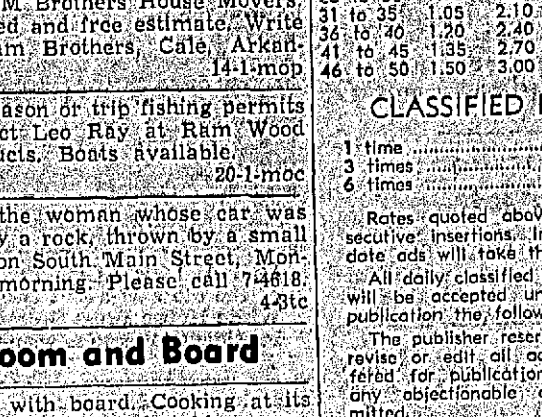 M. Brothers House Movers,
ed and free estimate. Write
am Brothers, Cale, Arkan-
14-1-mop
eason or trip fishing permits
ct Leo Ray at Ram Wood
ucts. Boats available.
20-1-moc
the woman whose car was
y a rock, thrown by a small
on South Main Street, Mon-
morning. Please call 7-4618.
4-3tc
oom and Board
with board. Cooking at its
31 to 35 1.05 2.10
36 to 40 1.20 2.40
41 to 45 1.35 2.70
46 to 50 1.50 3.00
CLASSIFIED
1 time
3 times
6 times
Rates quoted abov
secutive insertions. I
date ads will take th
All daily classified
will be accepted un
publication the follow
The publisher reser
revise or edit all ad
fered for publication
any objectionable
mitted.